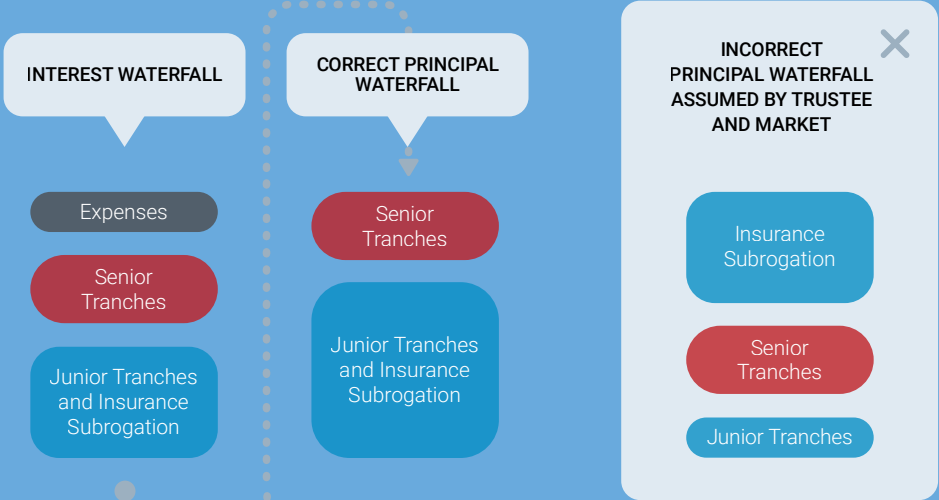 INTEREST WATERFALL
Expenses
Senior
Tranches
Junior Tranches
and Insurance
Subrogation
CORRECT PRINCIPAL
WATERFALL
Senior
Tranches
Junior Tranches
and Insurance
Subrogation
INCORRECT
PRINCIPAL WATERFALL
ASSUMED BY TRUSTEE
AND MARKET
Insurance
Subrogation
Senior
Tranches
Junior Tranches